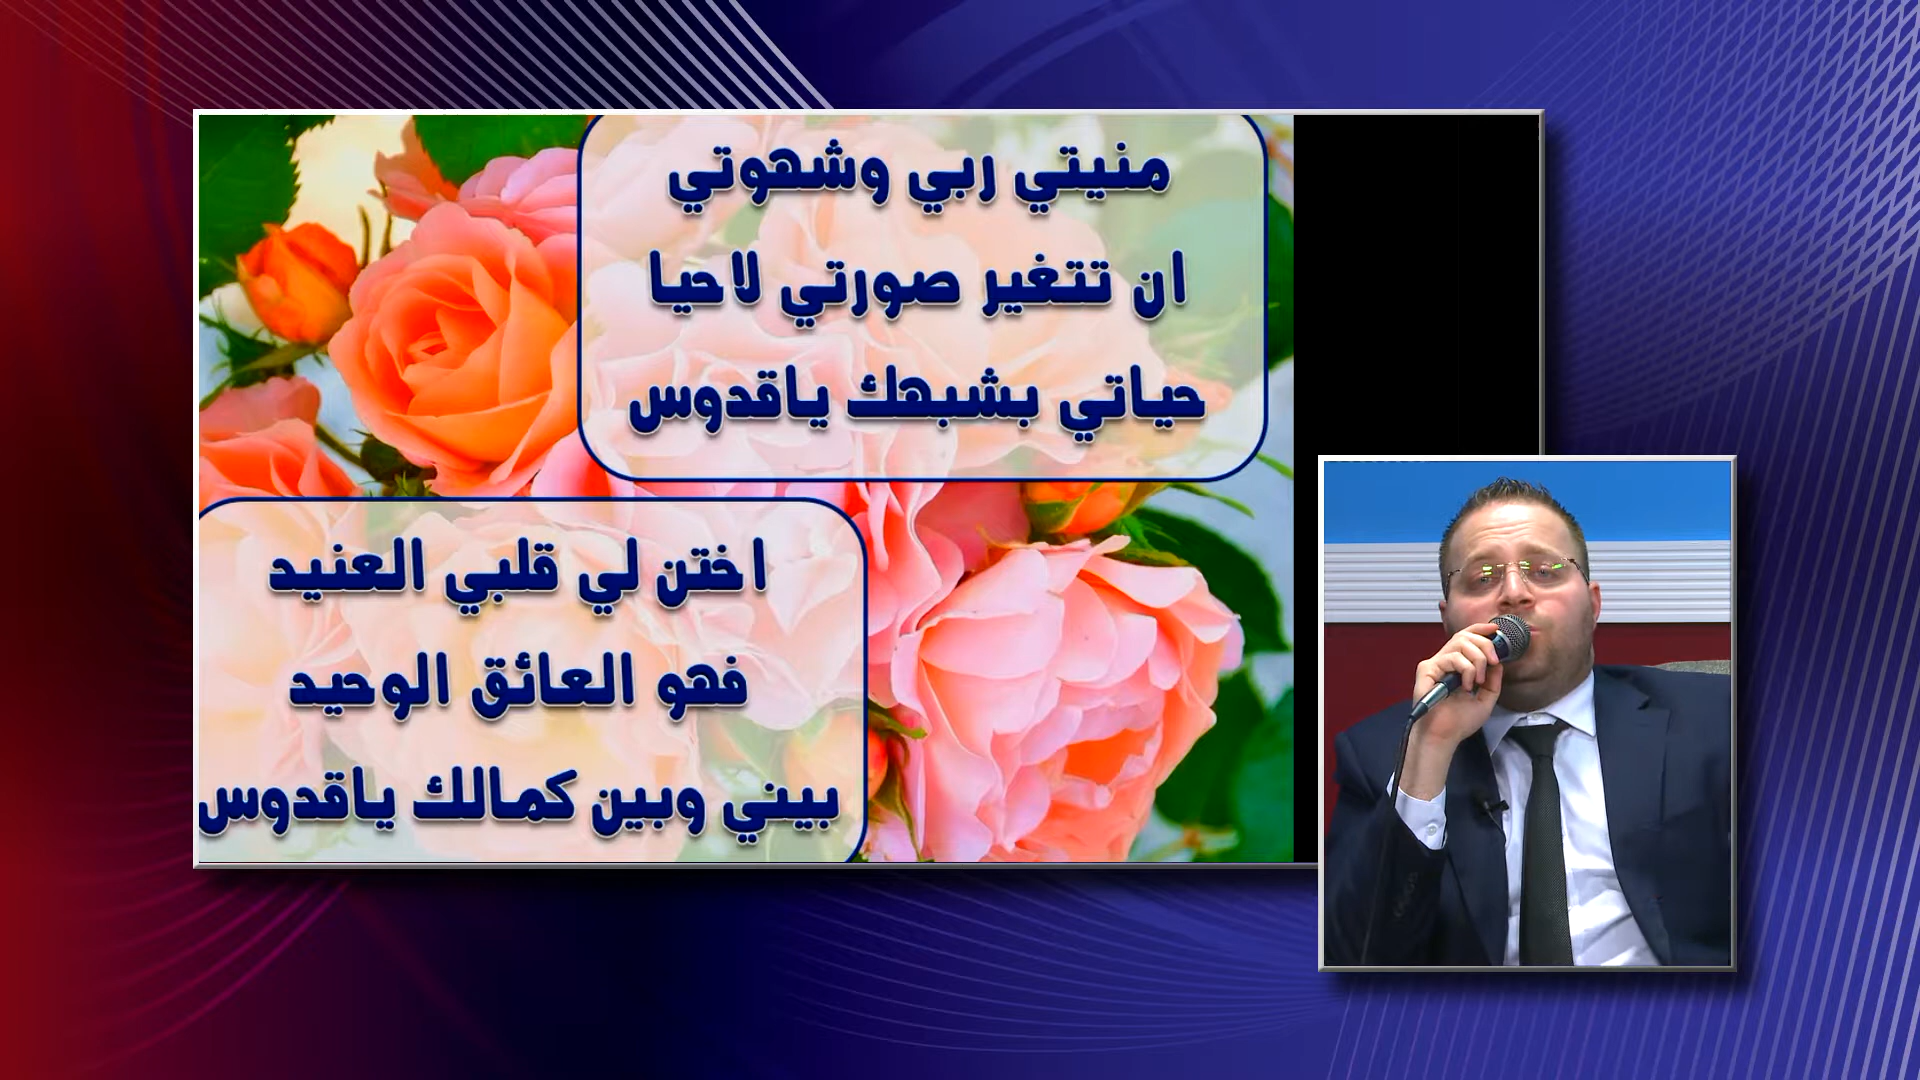 منيتي ربي وشهوتي
ان تتغير صورتي لاحيا
حياتي بشبهك ياقدوس
اختن لي قلبي العنيد
فهو العائق الوحيد
بيني وبين كمالك ياقدوس